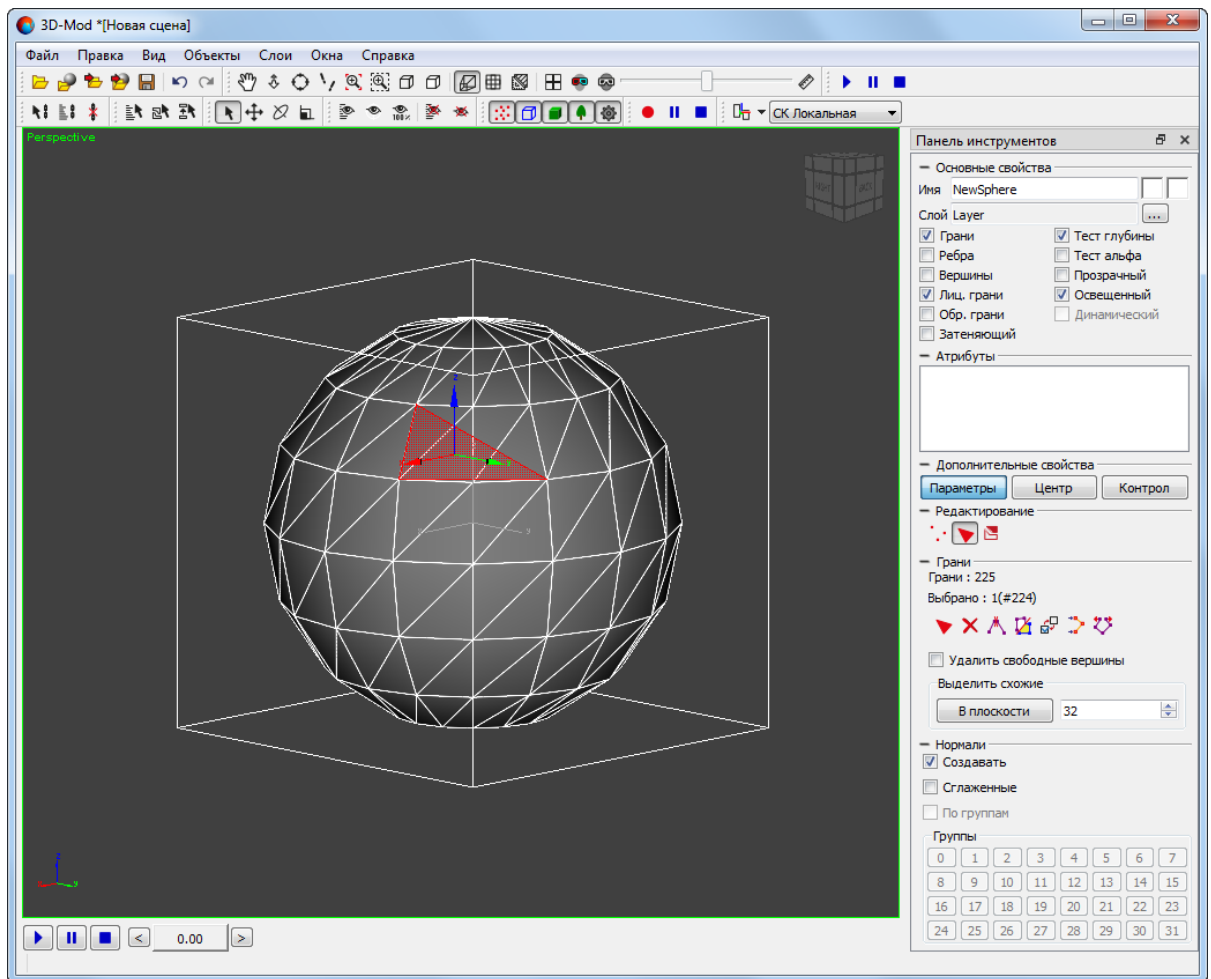 3D-Mod *[Новая сцена]
Файл Правка Вид Объекты Слои Окна Справка
100%
СК Локальная
Perspective
Панель инструментов
Основные свойства
Имя NewSphere
Слой Layer ...
Грани Тест глубины
Ребра Тест альфа
Вершины Прозрачный
Лиц. грани Освещенный
Обр. грани Динамический
Затеняющий
Атрибуты
z
Дополнительные свойства
Параметры Центр Контрол
Редактирование
y
Грани
Грани : 225
Выбрано : 1(#224)
Удалить свободные вершины
Выделить схожие
В плоскости 32
Нормали
Создавать
Сглаженные
По группам
Группы
0 1 2 3 4 5 6 7
8 9 10 11 12 13 14 15
16 17 18 19 20 21 22 23
24 25 26 27 28 29 30 31
z
x y
< 0.00 >